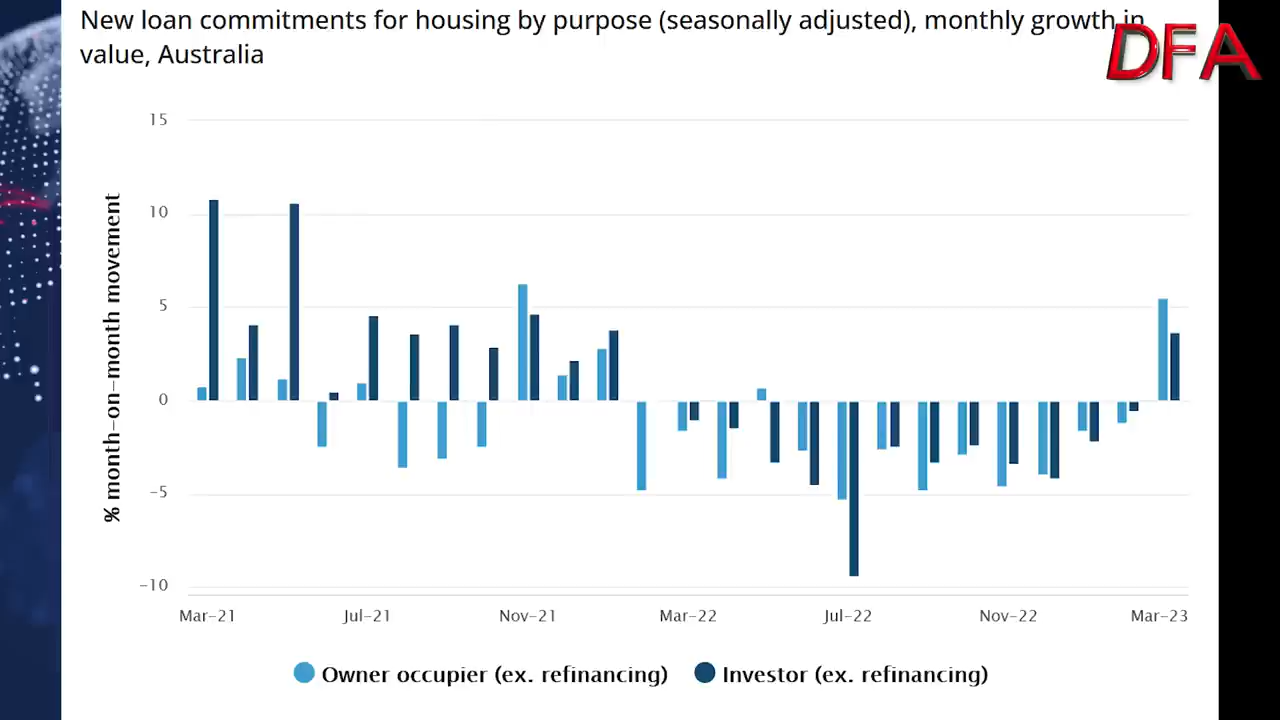 New loan commitments for housing by purpose (seasonally adjusted), monthly growth in
value, Australia
DFA
% month-on-month movement
15
10
5
0
-5
-10
Mar-21 Jul-21 Nov-21 Mar-22 Jul-22 Nov-22 Mar-23
Owner occupier (ex. refinancing) Investor (ex. refinancing)